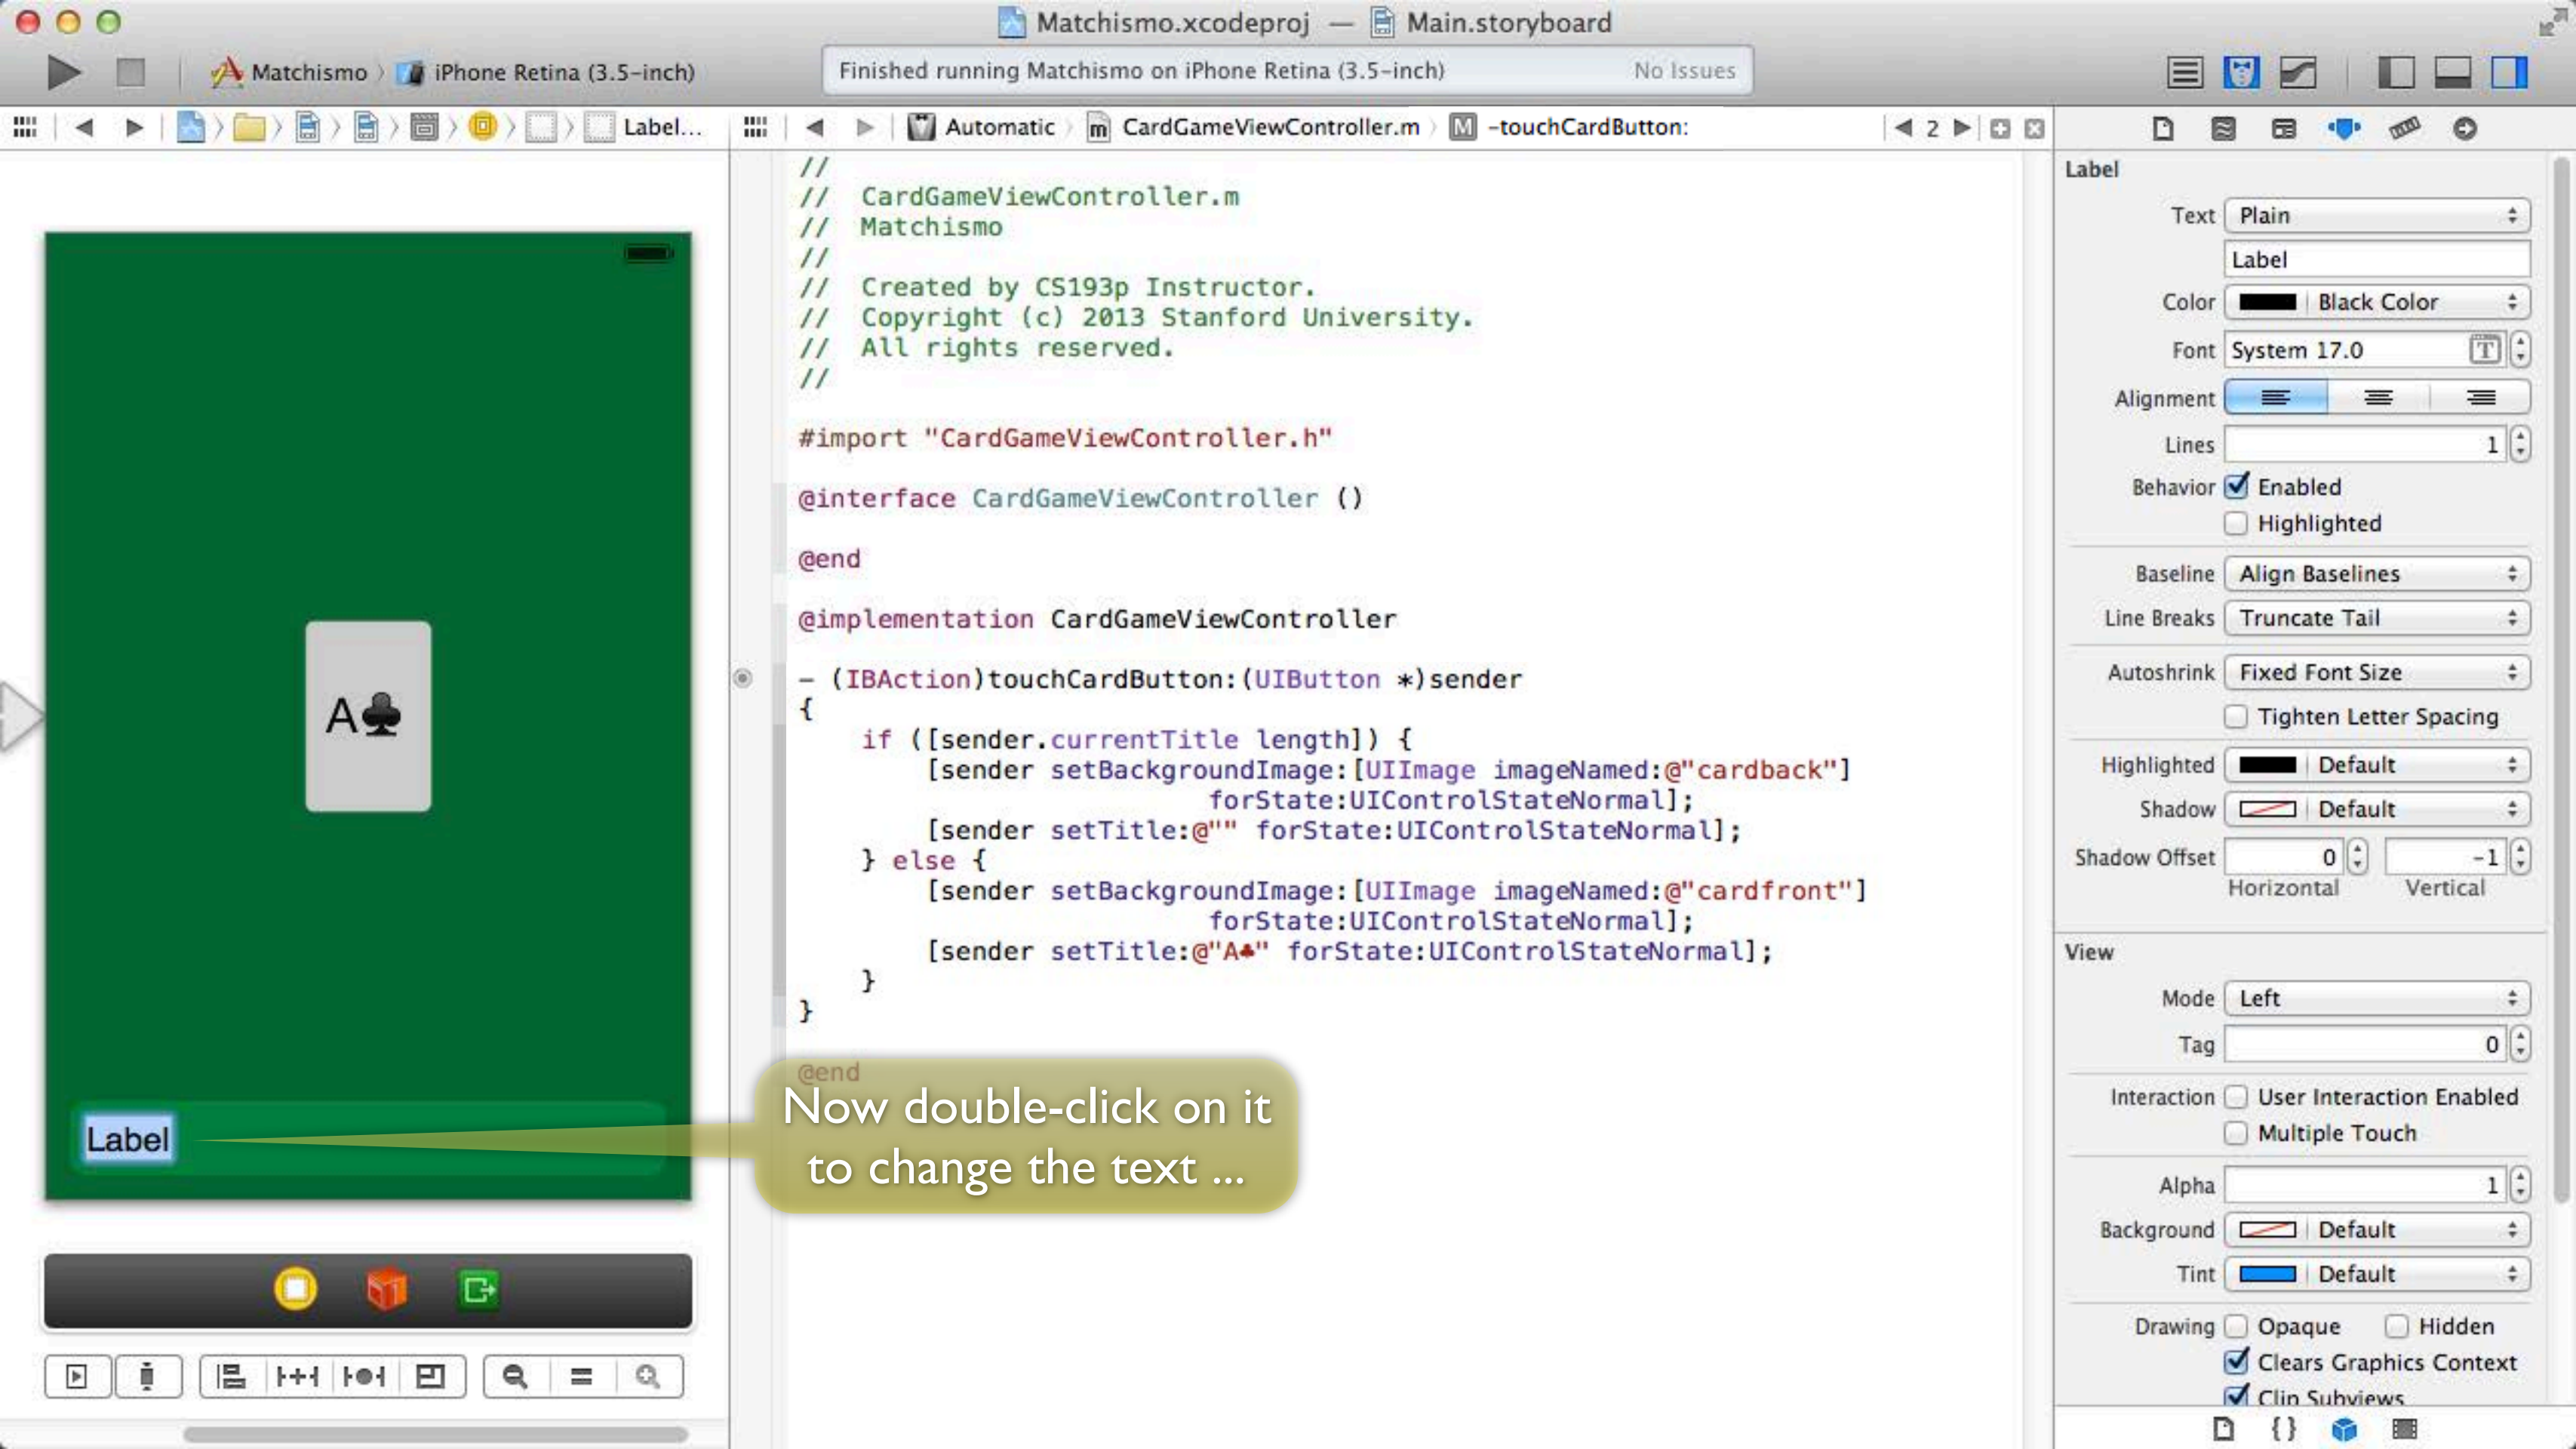 Matchismo.xcodeproj — Main.storyboard
Matchismo iPhone Retina (3.5-inch)
Finished running Matchismo on iPhone Retina (3.5-inch) No Issues
Label...
Automatic CardGameViewController.m M -touchCardButton: 2
A♣
Label
//
// CardGameViewController.m
// Matchismo
//
// Created by CS193p Instructor.
// Copyright (c) 2013 Stanford University.
// All rights reserved.
//
#import "CardGameViewController.h"
@interface CardGameViewController ()
@end
@implementation CardGameViewController
- (IBAction)touchCardButton:(UIButton *)sender
{
if ([sender.currentTitle length]) {
[sender setBackgroundImage:[UIImage imageNamed:@"cardback"]
forState:UIControlStateNormal];
[sender setTitle:@"" forState:UIControlStateNormal];
} else {
[sender setBackgroundImage:[UIImage imageNamed:@"cardfront"]
forState:UIControlStateNormal];
[sender setTitle:@"A♣" forState:UIControlStateNormal];
}
}
@end
Now double-click on it
to change the text ...
Label
Text Plain
Label
Color Black Color
Font System 17.0 T
Alignment
Lines 1
Behavior Enabled
Highlighted
Baseline Align Baselines
Line Breaks Truncate Tail
Autoshrink Fixed Font Size
Tighten Letter Spacing
Highlighted Default
Shadow Default
Shadow Offset 0 -1
Horizontal Vertical
View
Mode Left
Tag 0
Interaction User Interaction Enabled
Multiple Touch
Alpha 1
Background Default
Tint Default
Drawing Opaque Hidden
Clears Graphics Context
Clip Subviews
{}